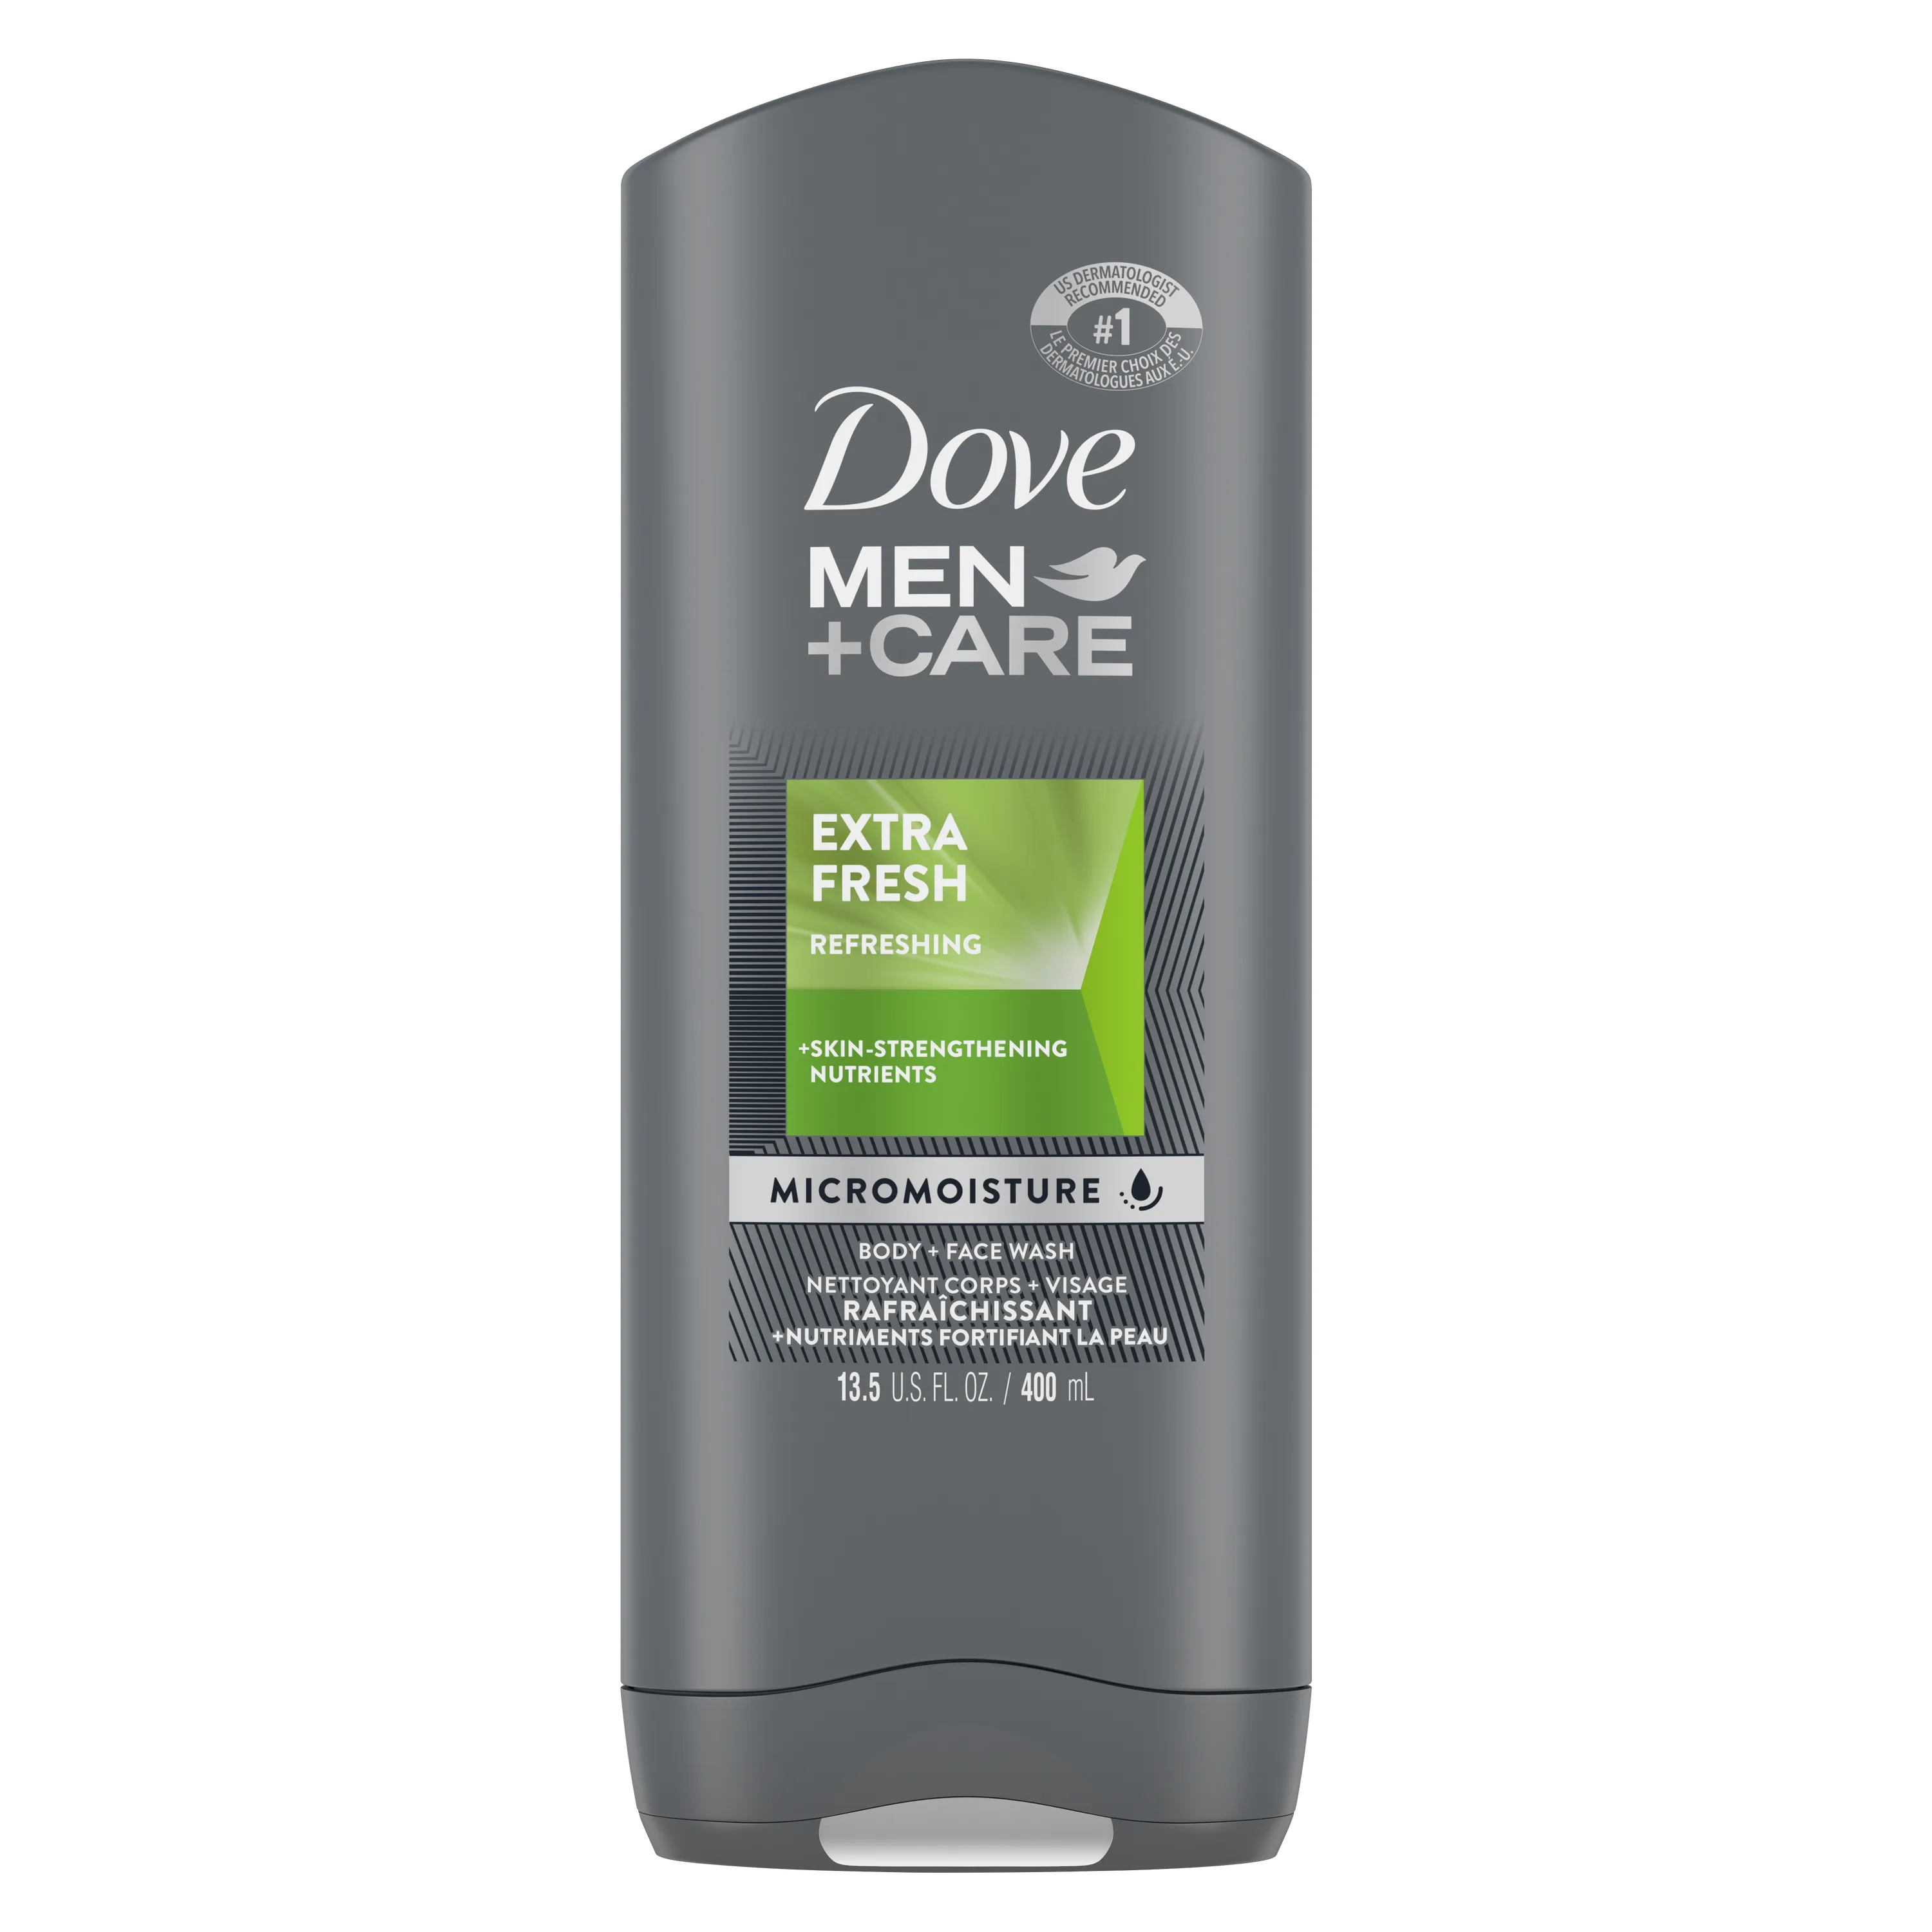 US DERMATOLOGIST
RECOMMENDED
#1
LE PREMIER CHOIX DES
DERMATOLOGUES AUX É.-U.
Dove
MEN
+CARE
EXTRA
FRESH
REFRESHING
+SKIN-STRENGTHENING
NUTRIENTS
MICROMOISTURE
BODY + FACE WASH
NETTOYANT CORPS + VISAGE
RAFRAÎCHISSANT
+NUTRIMENTS FORTIFIANT LA PEAU
13.5 U.S. FL. OZ. / 400 mL